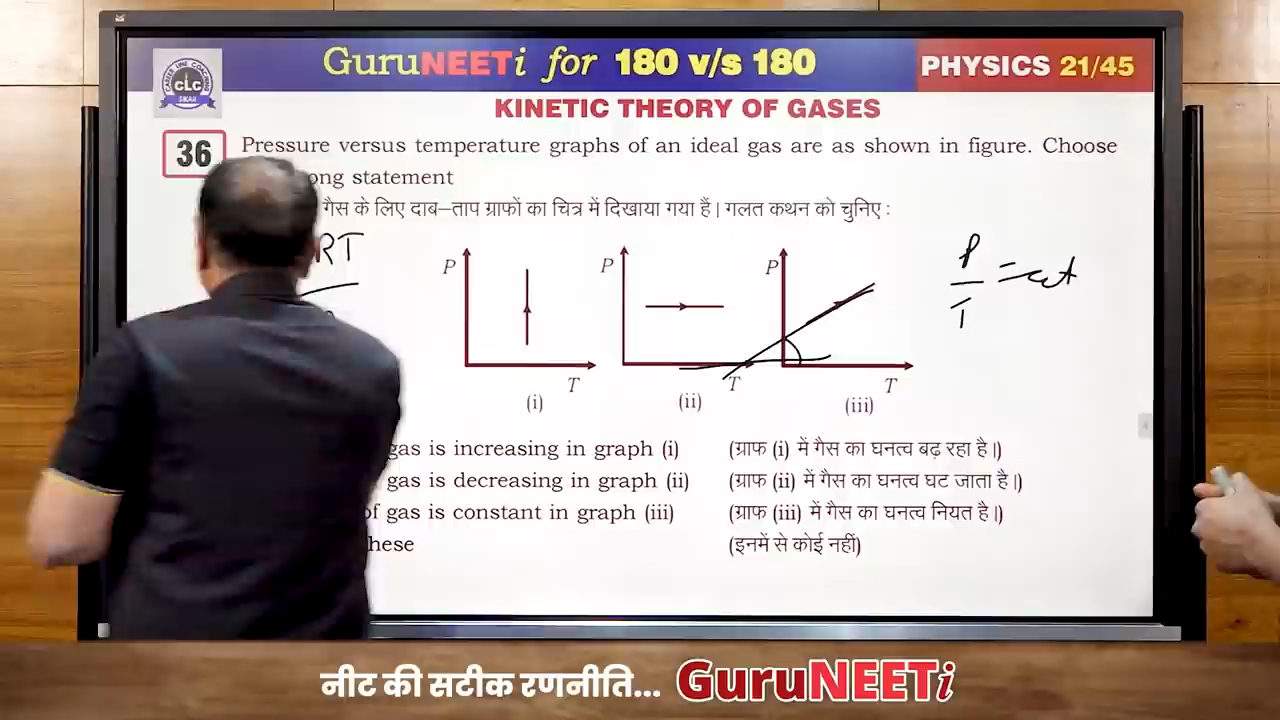 GuruNEETi for 180 v/s 180
PHYSICS 21/45
CLC
SIKAR
KINETIC THEORY OF GASES
36
Pressure versus temperature graphs of an ideal gas are as shown in figure. Choose
ong statement
गैस के लिए दाब–ताप ग्राफों का चित्र में दिखाया गया हैं। गलत कथन को चुनिए :
RT
P
T
(i)
P
T
(ii)
P
T
(iii)
P
T
gas is increasing in graph (i) (ग्राफ (i) में गैस का घनत्व बढ़ रहा है।)
gas is decreasing in graph (ii) (ग्राफ (ii) में गैस का घनत्व घट जाता है।)
of gas is constant in graph (iii) (ग्राफ (iii) में गैस का घनत्व नियत है।)
hese (इनमें से कोई नहीं)
4
नीट की सटीक रणनीति... GuruNEETi